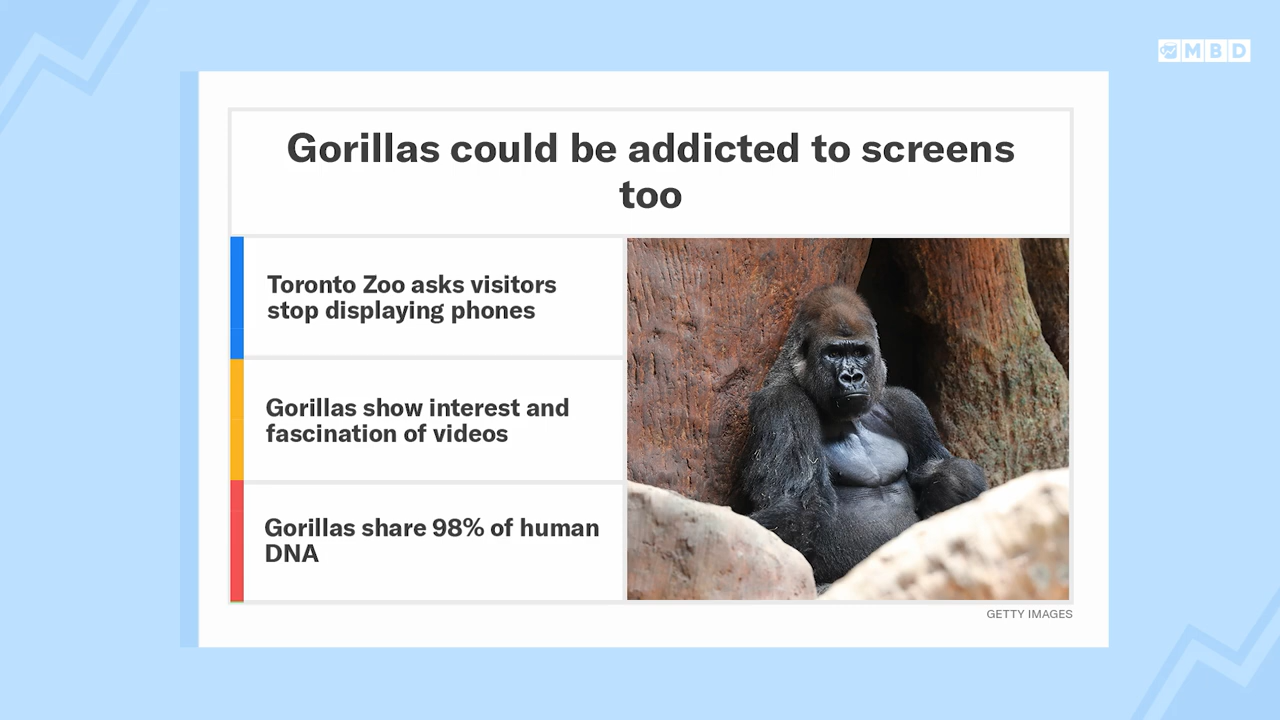 MBD
Gorillas could be addicted to screens
too
Toronto Zoo asks visitors
stop displaying phones
Gorillas show interest and
fascination of videos
Gorillas share 98% of human
DNA
GETTY IMAGES